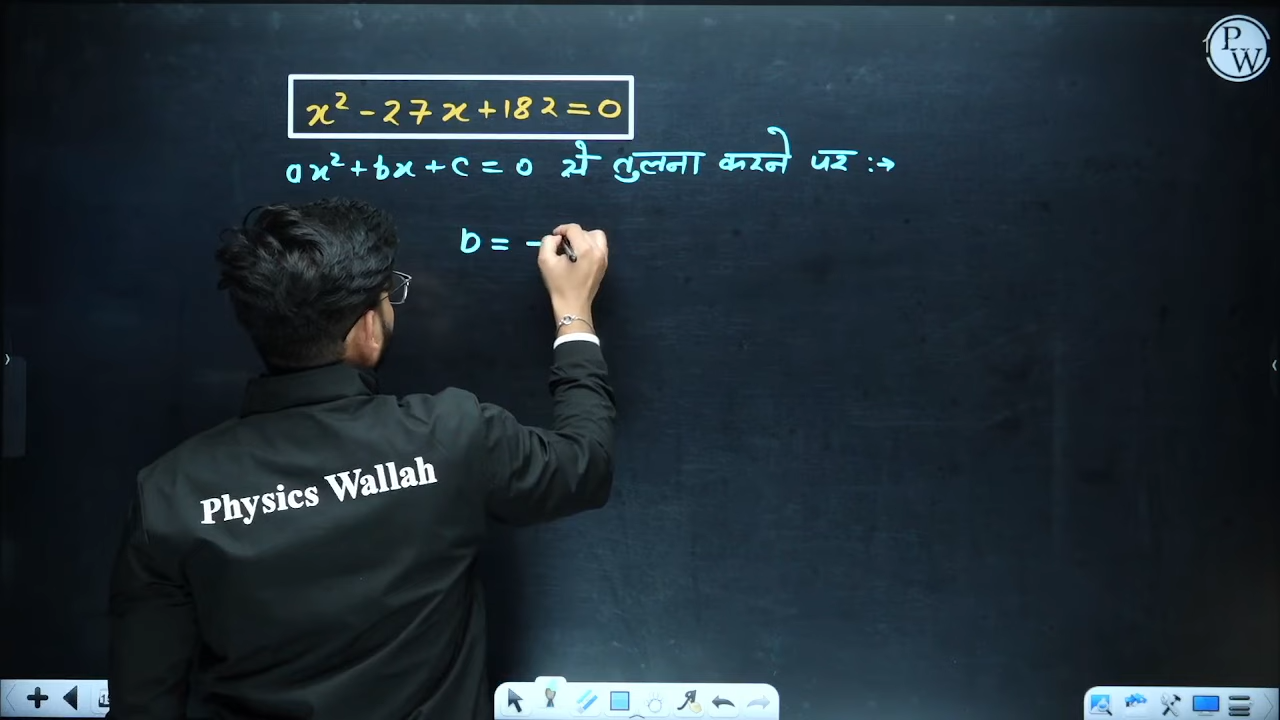 PW
x² - 27x + 182 = 0
ax² + bx + c = 0 से तुलना करने पर :→
b = -
Physics Wallah